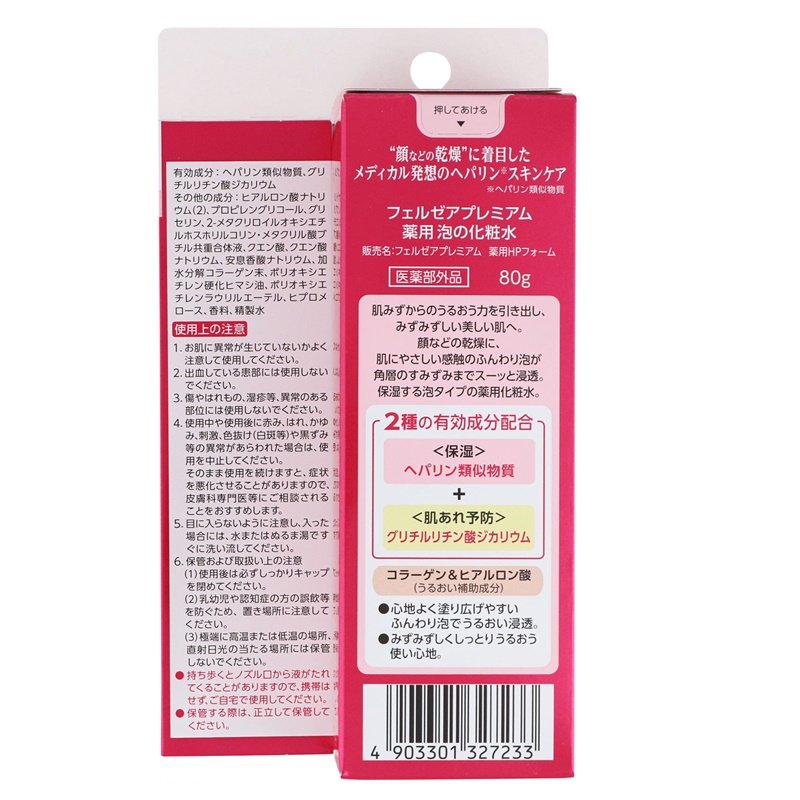 有効成分：ヘパリン類似物質、グリ
チルリチン酸ジカリウム
その他の成分：ヒアルロン酸ナトリ
ウム(2)、プロピレングリコール、グリ
セリン、2-メタクリロイルオキシエチ
ルホスホリルコリン・メタクリル酸ブ
チル共重合体液、クエン酸、クエン酸
ナトリウム、安息香酸ナトリウム、加
水分解コラーゲン末、ポリオキシエ
チレン硬化ヒマシ油、ポリオキシエ
チレンラウリルエーテル、ヒプロメ
ロース、香料、精製水
使用上の注意
1. お肌に異常が生じていないかよく
注意して使用してください。
2. 出血している患部には使用しない
でください。
3. 傷やはれもの、湿疹等、異常のある
部位には使用しないでください。
4. 使用中や使用後に赤み、はれ、かゆ
み、刺激、色抜け(白斑等)や黒ずみ
等の異常があらわれた場合は、使
用を中止してください。
そのまま使用を続けますと、症状
を悪化させることがありますので、
皮膚科専門医等にご相談される
ことをおすすめします。
5. 目に入らないように注意し、入った
場合には、水またはぬるま湯です
ぐに洗い流してください。
6. 保管および取扱い上の注意
(1)使用後は必ずしっかりキャップ
を閉めてください。
(2)乳幼児や認知症の方の誤飲等
を防ぐため、置き場所に注意して
ください。
(3)極端に高温または低温の場所、
直射日光の当たる場所には保管
しないでください。
●持ち歩くとノズル口から液がたれ
てくることがありますので、携帯は
せず、ご自宅で使用してください。
●保管する際は、正立して保管して
ください。
押してあける
▼
“顔などの乾燥”に着目した
メディカル発想のヘパリン※スキンケア
※ヘパリン類似物質
フェルゼアプレミアム
薬用 泡の化粧水
販売名:フェルゼアプレミアム 薬用HPフォーム
医薬部外品 80g
肌みずからのうるおう力を引き出し、
みずみずしい美しい肌へ。
顔などの乾燥に、
肌にやさしい感触のふんわり泡が
角層のすみずみまでスーッと浸透。
保湿する泡タイプの薬用化粧水。
2種の有効成分配合
＜保湿＞
ヘパリン類似物質
+
＜肌あれ予防＞
グリチルリチン酸ジカリウム
コラーゲン&ヒアルロン酸
(うるおい補助成分)
●心地よく塗り広げやすい
ふんわり泡でうるおい浸透。
●みずみずしくしっとりうるおう
使い心地。
4 903301 327233